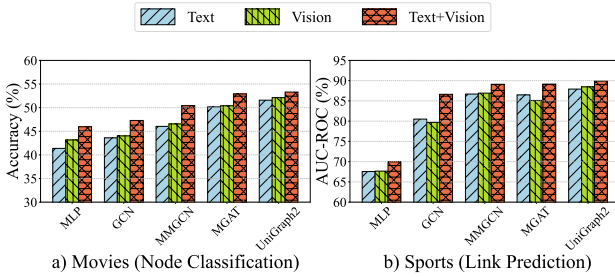 Text Vision Text+Vision
Accuracy (%)
60
55
50
45
40
35
30
MLP GCN MMGCN MGAT UniGraph2
a) Movies (Node Classification)
AUC-ROC (%)
95
90
85
80
75
70
65
60
MLP GCN MMGCN MGAT UniGraph2
b) Sports (Link Prediction)